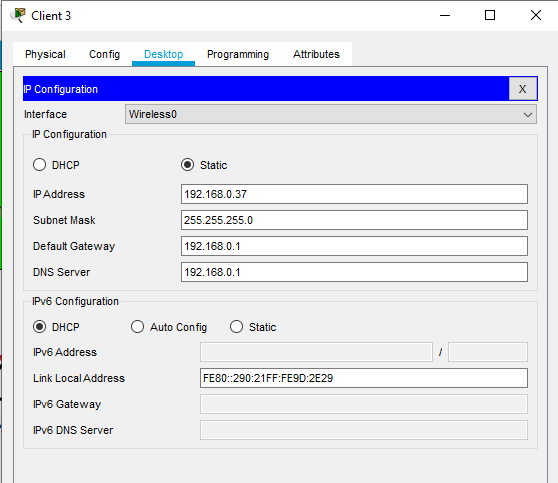 Client 3
Physical Config Desktop Programming Attributes
IP Configuration X
Interface Wireless0
IP Configuration
DHCP Static
IP Address 192.168.0.37
Subnet Mask 255.255.255.0
Default Gateway 192.168.0.1
DNS Server 192.168.0.1
IPv6 Configuration
DHCP Auto Config Static
IPv6 Address /
Link Local Address FE80::290:21FF:FE9D:2E29
IPv6 Gateway
IPv6 DNS Server